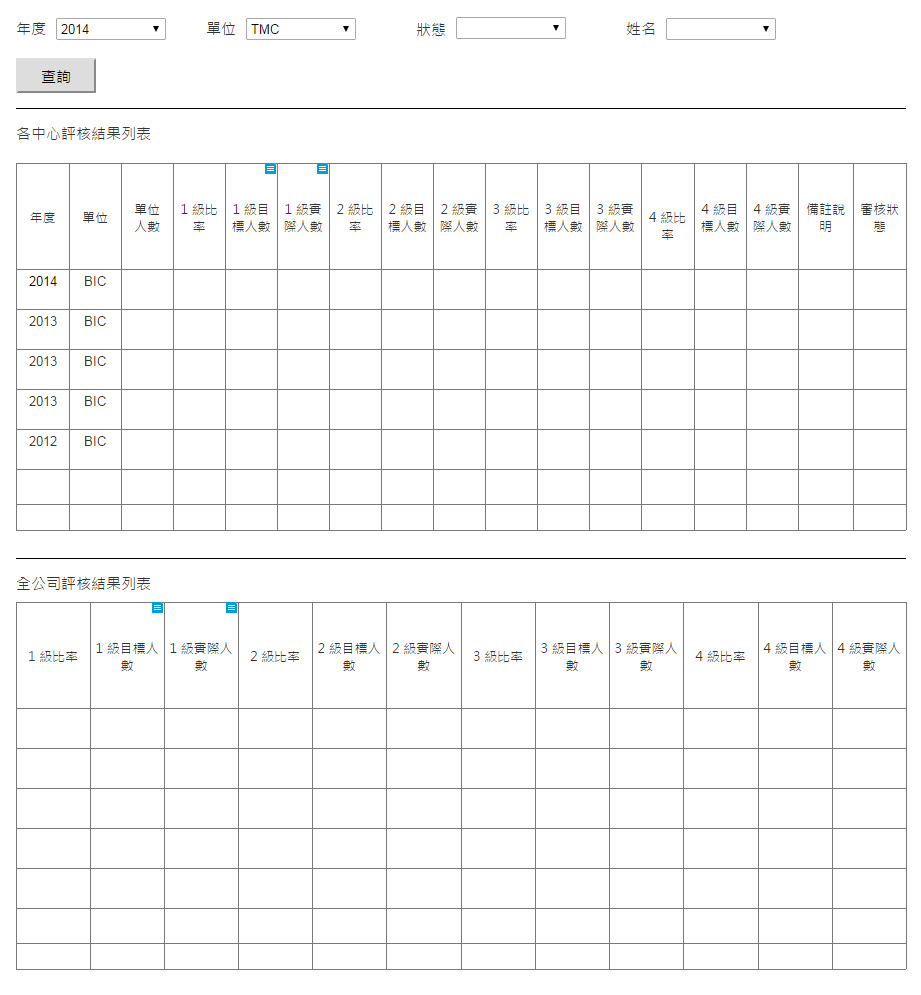 年度 2014 單位 TMC 狀態 姓名
查詢
各中心評核結果列表
年度 單位 單位人數 1 級比率 1 級目標人數 1 級實際人數 2 級比率 2 級目標人數 2 級實際人數 3 級比率 3 級目標人數 3 級實際人數 4 級比率 4 級目標人數 4 級實際人數 備註說明 審核狀態
2014 BIC
2013 BIC
2013 BIC
2013 BIC
2012 BIC
全公司評核結果列表
1 級比率 1 級目標人數 1 級實際人數 2 級比率 2 級目標人數 2 級實際人數 3 級比率 3 級目標人數 3 級實際人數 4 級比率 4 級目標人數 4 級實際人數